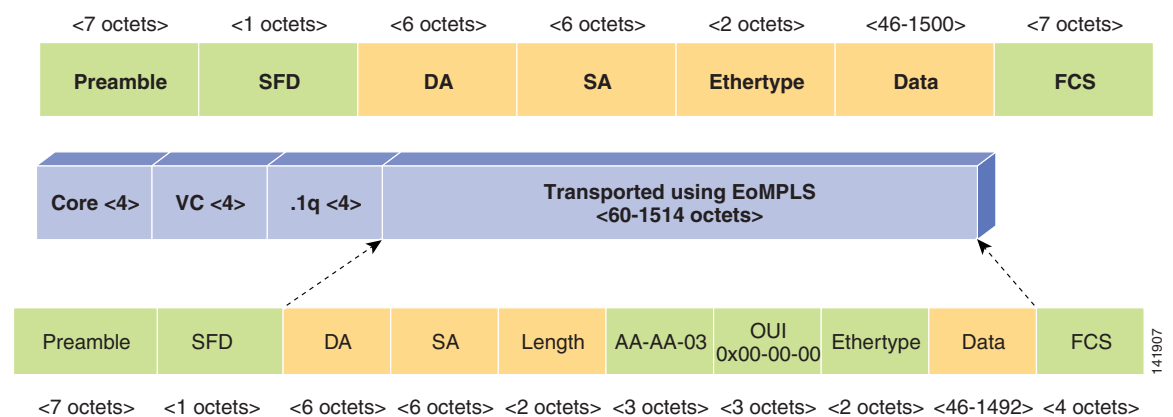 <7 octets> <1 octets> <6 octets> <6 octets> <2 octets> <46-1500> <7 octets>
Preamble SFD DA SA Ethertype Data FCS
Core <4> VC <4> .1q <4> Transported using EoMPLS
<60-1514 octets>
Preamble SFD DA SA Length AA-AA-03 OUI
0x00-00-00 Ethertype Data FCS
<7 octets> <1 octets> <6 octets> <6 octets> <2 octets> <3 octets> <3 octets> <2 octets> <46-1492> <4 octets>
141907